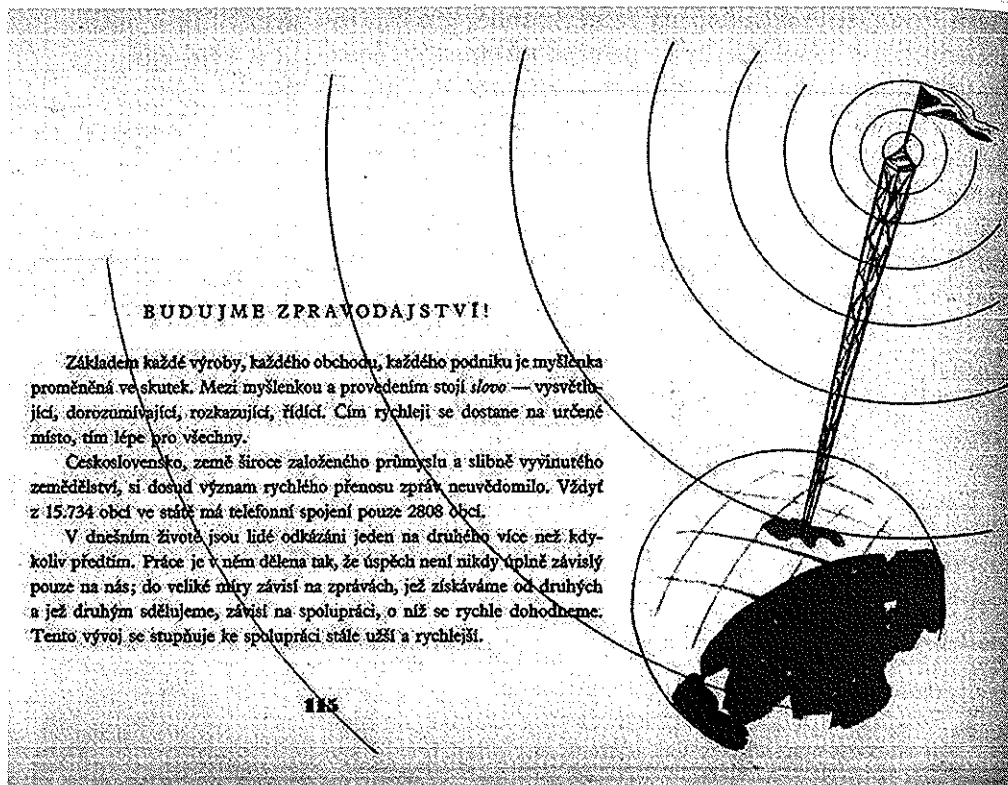 BUDUJME ZPRAVODAJSTVÍ!
Základem každé výroby, každého obchodu, každého podniku je myšlenka
proměněná ve skutek. Mezi myšlenkou a provedením stojí slovo — vysvětlu-
jící, dorozumívající, rozkazující, řídící. Čím rychleji se dostane na určené
místo, tím lépe pro všechny.
Československo, země široce založeného průmyslu a slibně vyvinutého
zemědělství, si dosud význam rychlého přenosu zpráv neuvědomilo. Vždyť
z 15.734 obcí ve státě má telefonní spojení pouze 2808 obcí.
V dnešním životě jsou lidé odkázáni jeden na druhého více než kdy-
koliv předtím. Práce je v něm dělena tak, že úspěch není nikdy úplně závislý
pouze na nás; do veliké míry závisí na zprávách, jež získáváme od druhých
a jež druhým sdělujeme, závisí na spolupráci, o níž se rychle dohodneme.
Tento vývoj se stupňuje ke spolupráci stále užší a rychlejší.
115